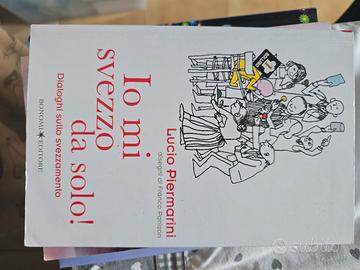 Io mi
svezzo
da solo!
Dialoghi sullo svezzamento
Lucio Piermarini
disegni di Franco Panizon
BONOMI EDITORE
subito